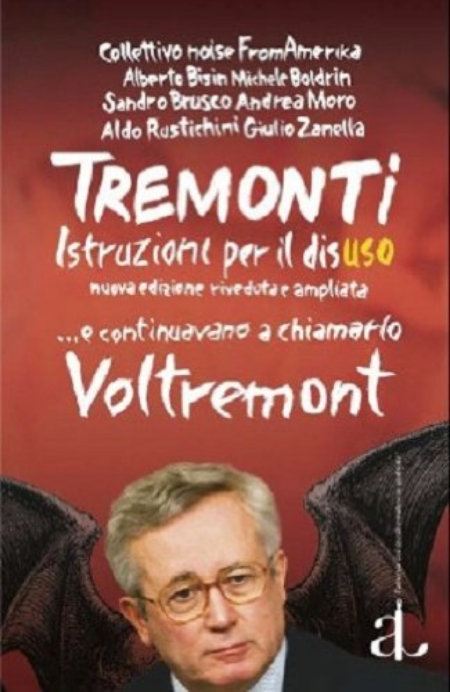 Collettivo noise FromAmerika
Alberto Bisin Michele Boldrin
Sandro Brusco Andrea Moro
Aldo Rustichini Giulio Zanella
TREMONTi
Istruzioni per il disuso
nuova edizione riveduta e ampliata
...e continuavano a chiamarlo
Voltremont
aL